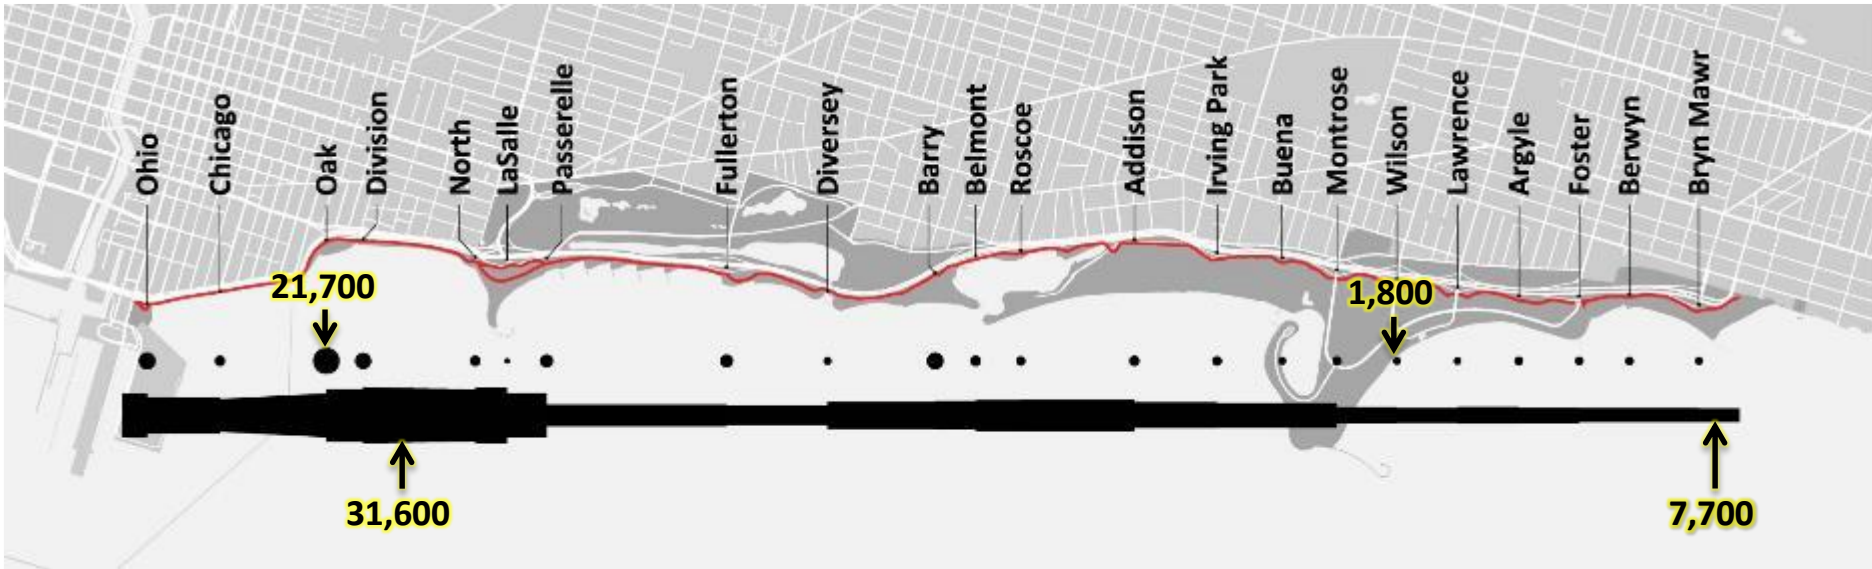 Ohio
Chicago
Oak
Division
North
LaSalle
Passerelle
Fullerton
Diversey
Barry
Belmont
Roscoe
Addison
Irving Park
Buena
Montrose
Wilson
Lawrence
Argyle
Foster
Berwyn
Bryn Mawr
21,700
1,800
31,600
7,700